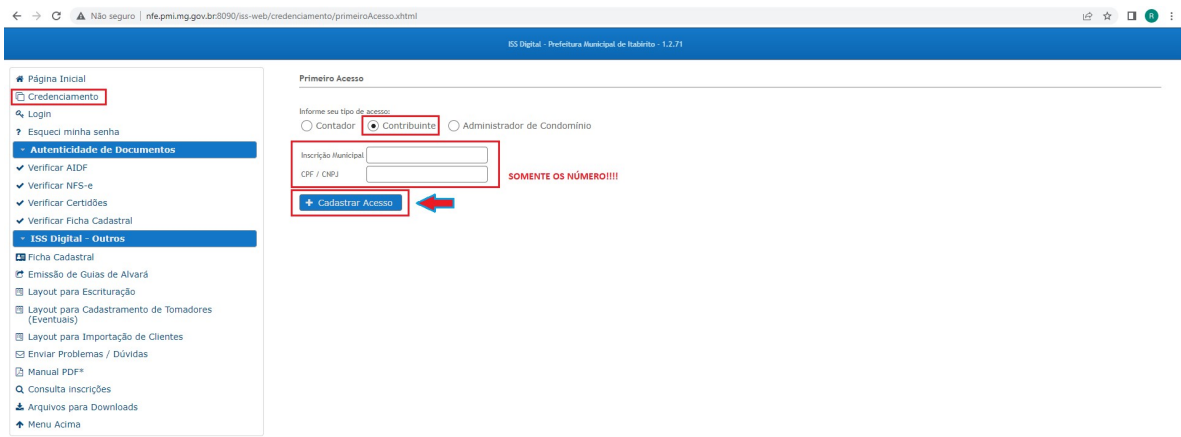 Não seguro | nfe.pmi.mg.gov.br:8090/iss-web/credenciamento/primeiroAcesso.xhtml
R
ISS Digital - Prefeitura Municipal de Itabirito - 1.2.71
Página Inicial
Credenciamento
Login
? Esqueci minha senha
Autenticidade de Documentos
Verificar AIDF
Verificar NFS-e
Verificar Certidões
Verificar Ficha Cadastral
ISS Digital - Outros
Ficha Cadastral
Emissão de Guias de Alvará
Layout para Escrituração
Layout para Cadastramento de Tomadores
(Eventuais)
Layout para Importação de Clientes
Enviar Problemas / Dúvidas
Manual PDF*
Consulta inscrições
Arquivos para Downloads
Menu Acima
Primeiro Acesso
Informe seu tipo de acesso:
Contador Contribuinte Administrador de Condomínio
Inscrição Municipal
CPF / CNPJ
SOMENTE OS NÚMERO!!!!
+ Cadastrar Acesso